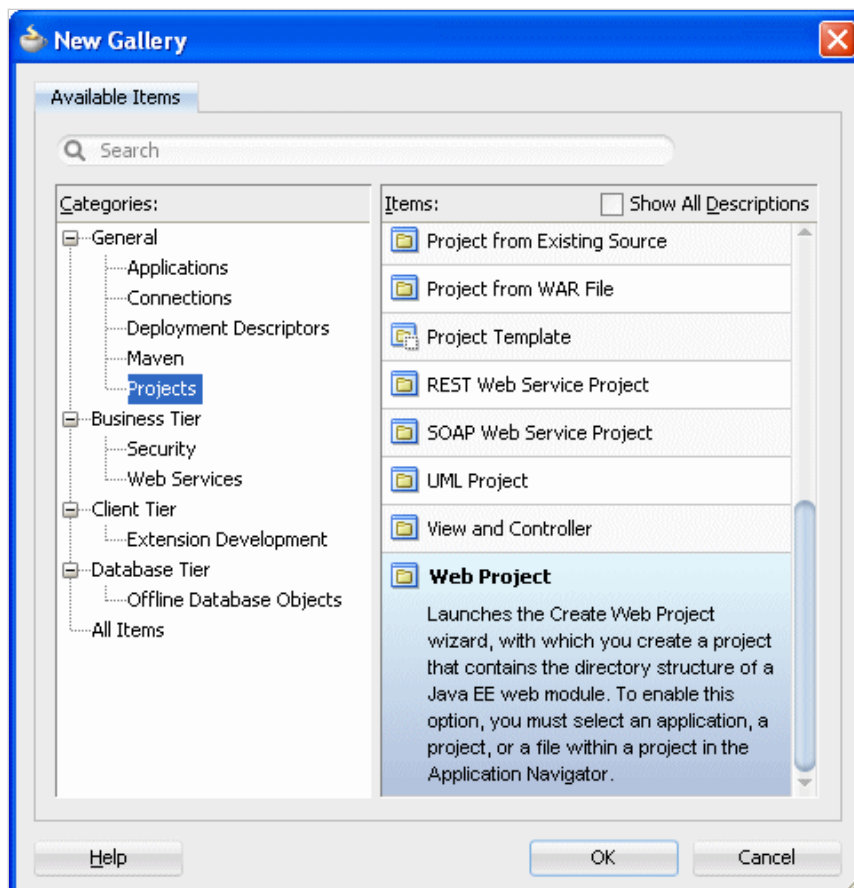 New Gallery
Available Items
Search
Categories:
General
Applications
Connections
Deployment Descriptors
Maven
Projects
Business Tier
Security
Web Services
Client Tier
Extension Development
Database Tier
Offline Database Objects
All Items
Items:
Show All Descriptions
Project from Existing Source
Project from WAR File
Project Template
REST Web Service Project
SOAP Web Service Project
UML Project
View and Controller
Web Project
Launches the Create Web Project
wizard, with which you create a project
that contains the directory structure of a
Java EE web module. To enable this
option, you must select an application, a
project, or a file within a project in the
Application Navigator.
Help
OK
Cancel